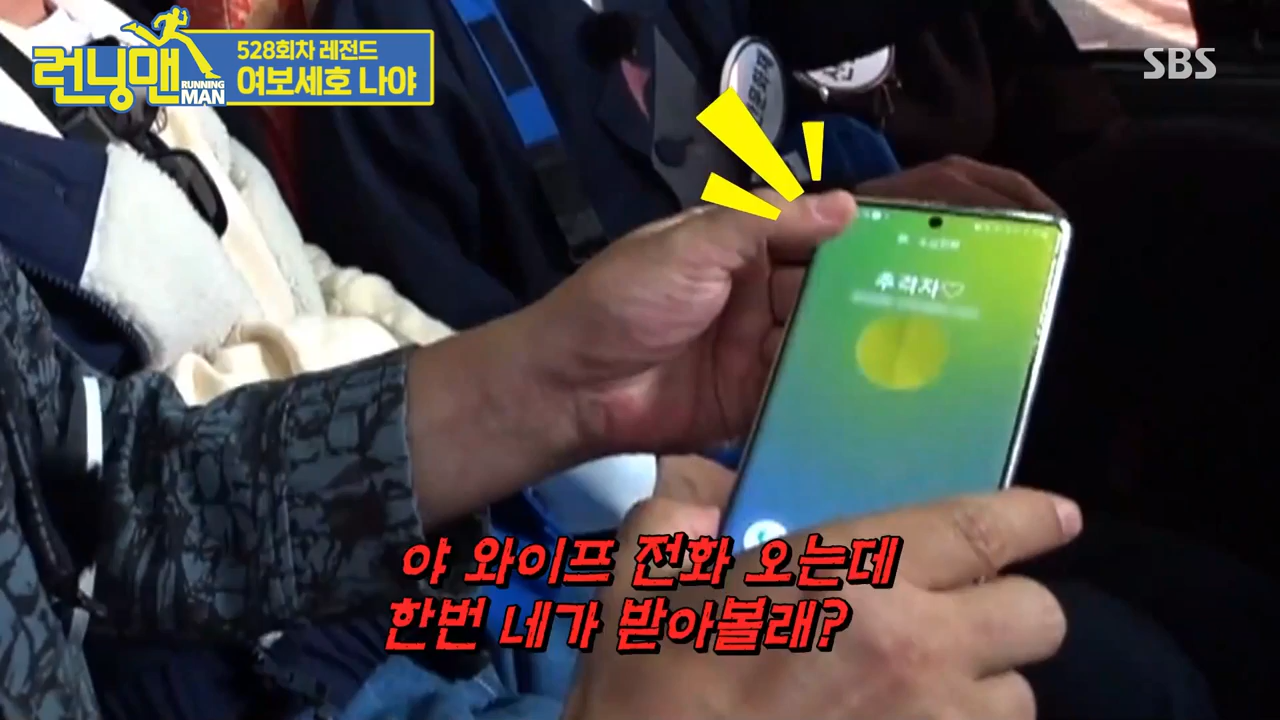 런닝맨
RUNNING
MAN
528회차 레전드
여보세호 나야
SBS
추격자♡
야 와이프 전화 오는데
한번 네가 받아볼래?